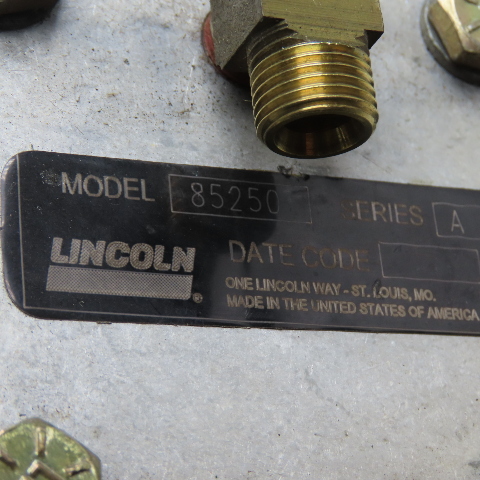 MODEL 85250 SERIES A
LINCOLN ® DATE CODE
ONE LINCOLN WAY - ST. LOUIS, MO.
MADE IN THE UNITED STATES OF AMERICA